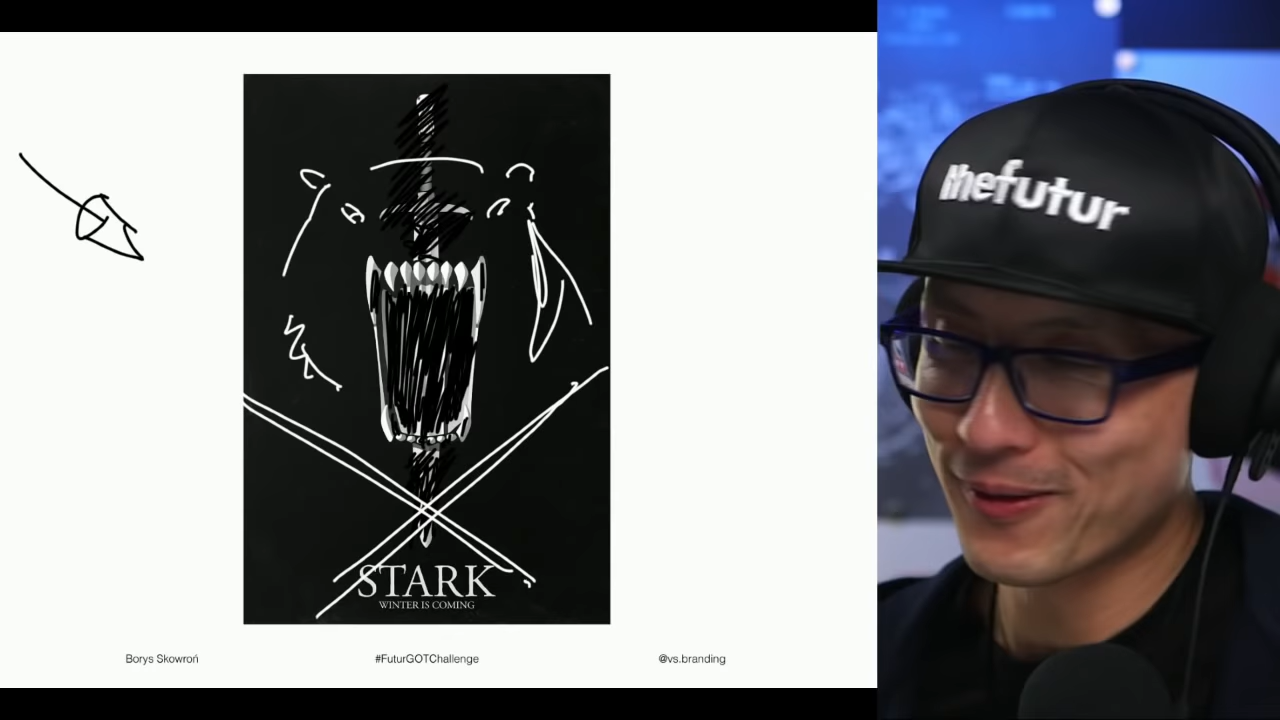 thefutur
STARK
WINTER IS COMING
Borys Skowroń
#FuturGOTChallenge
@vs.branding